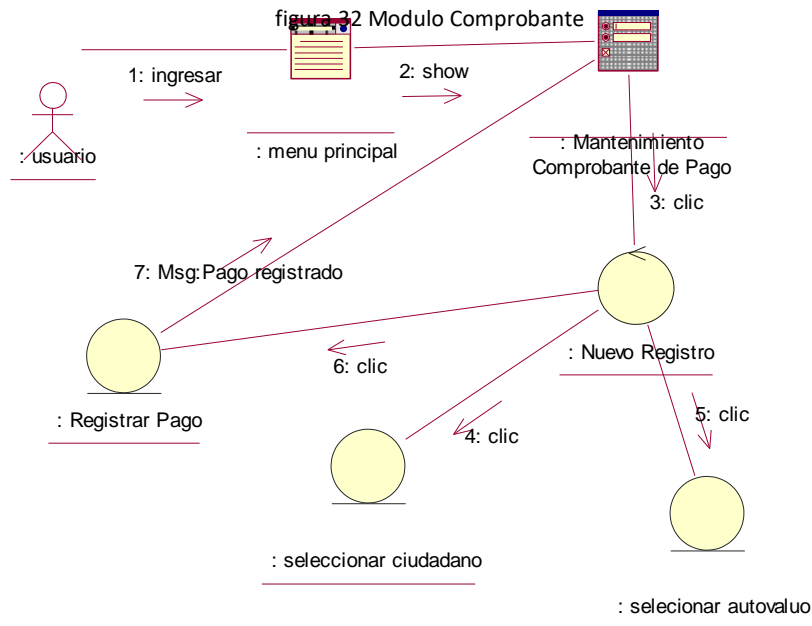 figura 32 Modulo Comprobante
1: ingresar
2: show
: usuario
: menu principal
: Mantenimiento
Comprobante de Pago
3: clic
7: Msg:Pago registrado
: Nuevo Registro
6: clic
: Registrar Pago
4: clic
5: clic
: seleccionar ciudadano
: selecionar autovaluo